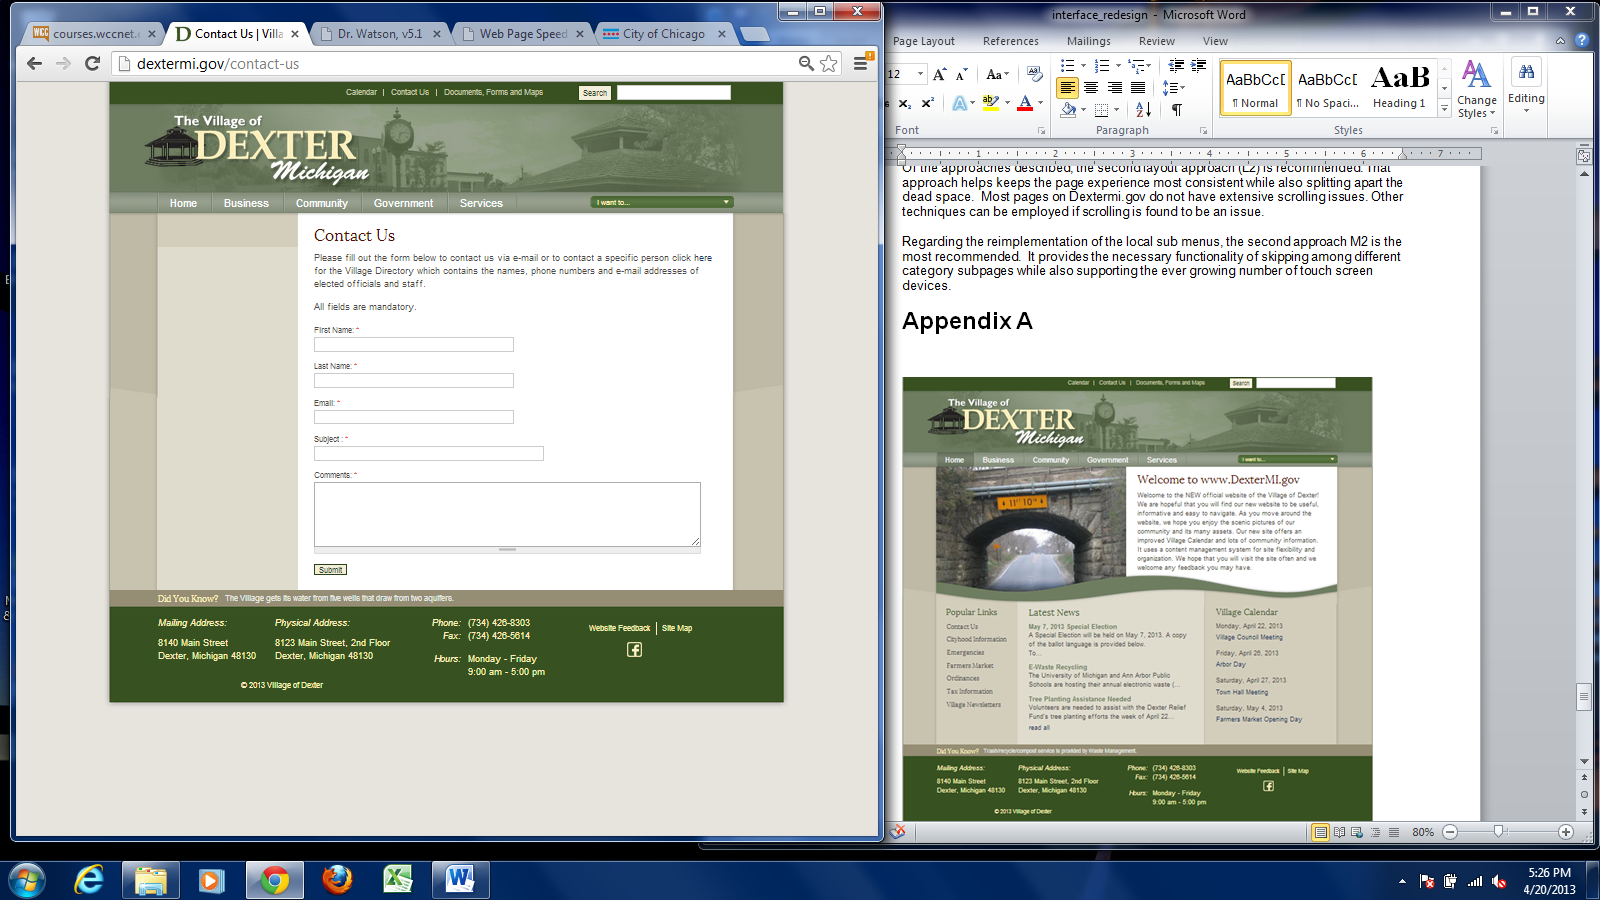 courses.wccnet.
Contact Us | Villa
Dr. Watson, v5.1
Web Page Speed
City of Chicago
dextermi.gov/contact-us
Calendar | Contact Us | Documents, Forms and Maps
Search
The Village of
DEXTER
Michigan
Home
Business
Community
Government
Services
I want to...
Contact Us
Please fill out the form below to contact us via e-mail or to contact a specific person click here
for the Village Directory which contains the names, phone numbers and e-mail addresses of
elected officials and staff.
All fields are mandatory.
First Name: *
Last Name: *
Email: *
Subject : *
Comments: *
Submit
Did You Know? The Village gets its water from five wells that draw from two aquifers.
Mailing Address:
8140 Main Street
Dexter, Michigan 48130
Physical Address:
8123 Main Street, 2nd Floor
Dexter, Michigan 48130
Phone: (734) 426-8303
Fax: (734) 426-5614
Hours: Monday - Friday
9:00 am - 5:00 pm
Website Feedback | Site Map
© 2013 Village of Dexter
interface_redesign - Microsoft Word
Page Layout
References
Mailings
Review
View
12
Aa
Font
Paragraph
AaBbCcD
¶ Normal
AaBbCcD
¶ No Spaci...
AaB
Heading 1
Styles
Change
Styles
Editing
1 2 3 4 5 6 7
Of the approaches described, the second layout approach (L2) is recommended. That
approach helps keeps the page experience most consistent while also splitting apart the
dead space. Most pages on Dextermi.gov do not have extensive scrolling issues. Other
techniques can be employed if scrolling is found to be an issue.
Regarding the reimplementation of the local sub menus, the second approach M2 is the
most recommended. It provides the necessary functionality of skipping among different
category subpages while also supporting the ever growing number of touch screen
devices.
Appendix A
Calendar | Contact Us | Documents, Forms and Maps
Search
The Village of
DEXTER
Michigan
Home
Business
Community
Government
Services
I want to...
11' 10"
Welcome to www.DexterMI.gov
Welcome to the NEW official website of the Village of Dexter!
We are hopeful that you will find our new website to be useful,
informative and easy to navigate. As you move around the
website, we hope you enjoy the scenic pictures of our
community and its many assets. Our new site offers an
improved Village Calendar and lots of community information.
It uses a content management system for site flexibility and
organization. We hope that you will visit the site often and we
welcome any feedback you may have.
Popular Links
Contact Us
Cityhood Information
Emergencies
Farmers Market
Ordinances
Tax Information
Village Newsletters
Latest News
May 7, 2013 Special Election
A Special Election will be held on May 7, 2013. A copy
of the ballot language is provided below.
To...
E-Waste Recycling
The University of Michigan and Ann Arbor Public
Schools are hosting their annual electronic waste (...
Tree Planting Assistance Needed
Volunteers are needed to assist with the Dexter Relief
Fund's tree planting efforts the week of April 22...
read all
Village Calendar
Monday, April 22, 2013
Village Council Meeting
Friday, April 26, 2013
Arbor Day
Saturday, April 27, 2013
Town Hall Meeting
Saturday, May 4, 2013
Farmers Market Opening Day
Did You Know? Trash/recycle/compost service is provided by Waste Management.
Mailing Address:
8140 Main Street
Dexter, Michigan 48130
Physical Address:
8123 Main Street, 2nd Floor
Dexter, Michigan 48130
Phone: (734) 426-8303
Fax: (734) 426-5614
Hours: Monday - Friday
9:00 am - 5:00 pm
Website Feedback | Site Map
© 2013 Village of Dexter
80%
5:26 PM
4/20/2013